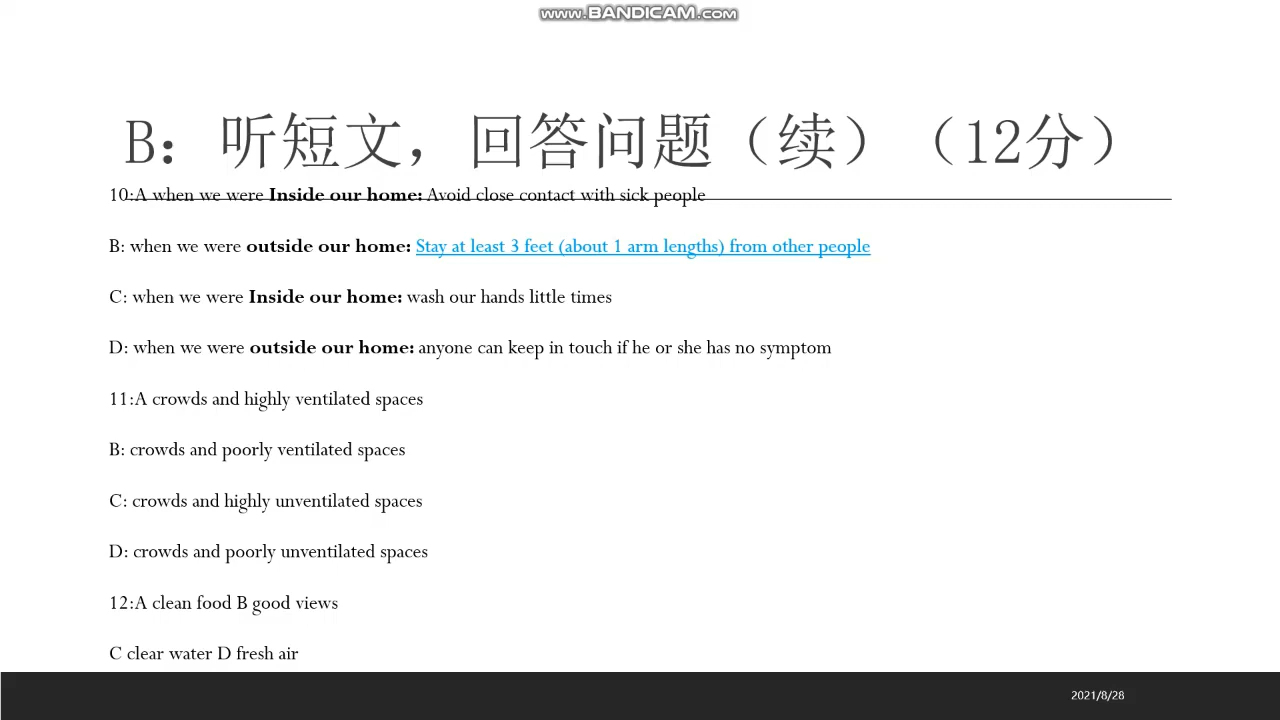 www.BANDICAM.com
B：听短文，回答问题（续）（12分）
10:A when we were Inside our home: Avoid close contact with sick people
B: when we were outside our home: Stay at least 3 feet (about 1 arm lengths) from other people
C: when we were Inside our home: wash our hands little times
D: when we were outside our home: anyone can keep in touch if he or she has no symptom
11:A crowds and highly ventilated spaces
B: crowds and poorly ventilated spaces
C: crowds and highly unventilated spaces
D: crowds and poorly unventilated spaces
12:A clean food B good views
C clear water D fresh air
2021/8/28